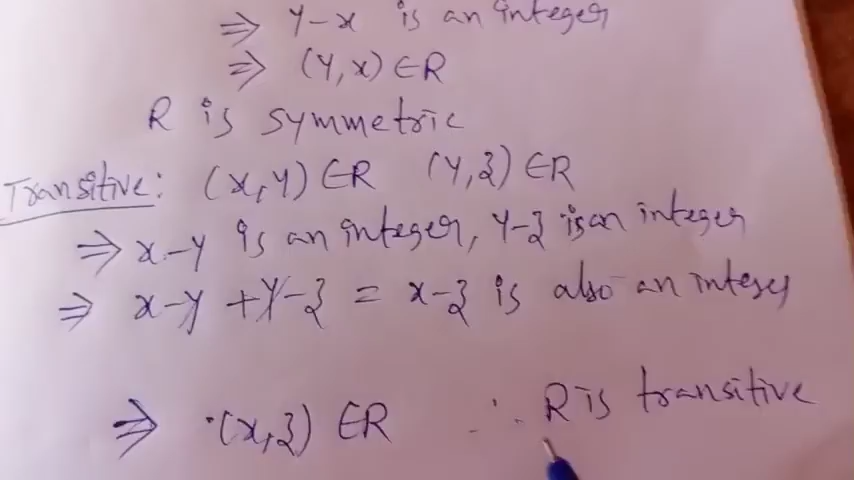 ⇒ y-x is an integer
⇒ (y,x) ∈ R
R is symmetric
Transitive: (x,y) ∈ R (y,z) ∈ R
⇒ x-y is an integer, y-z is an integer
⇒ x-y + y-z = x-z is also an integer
⇒ (x,z) ∈ R ∴ R is transitive